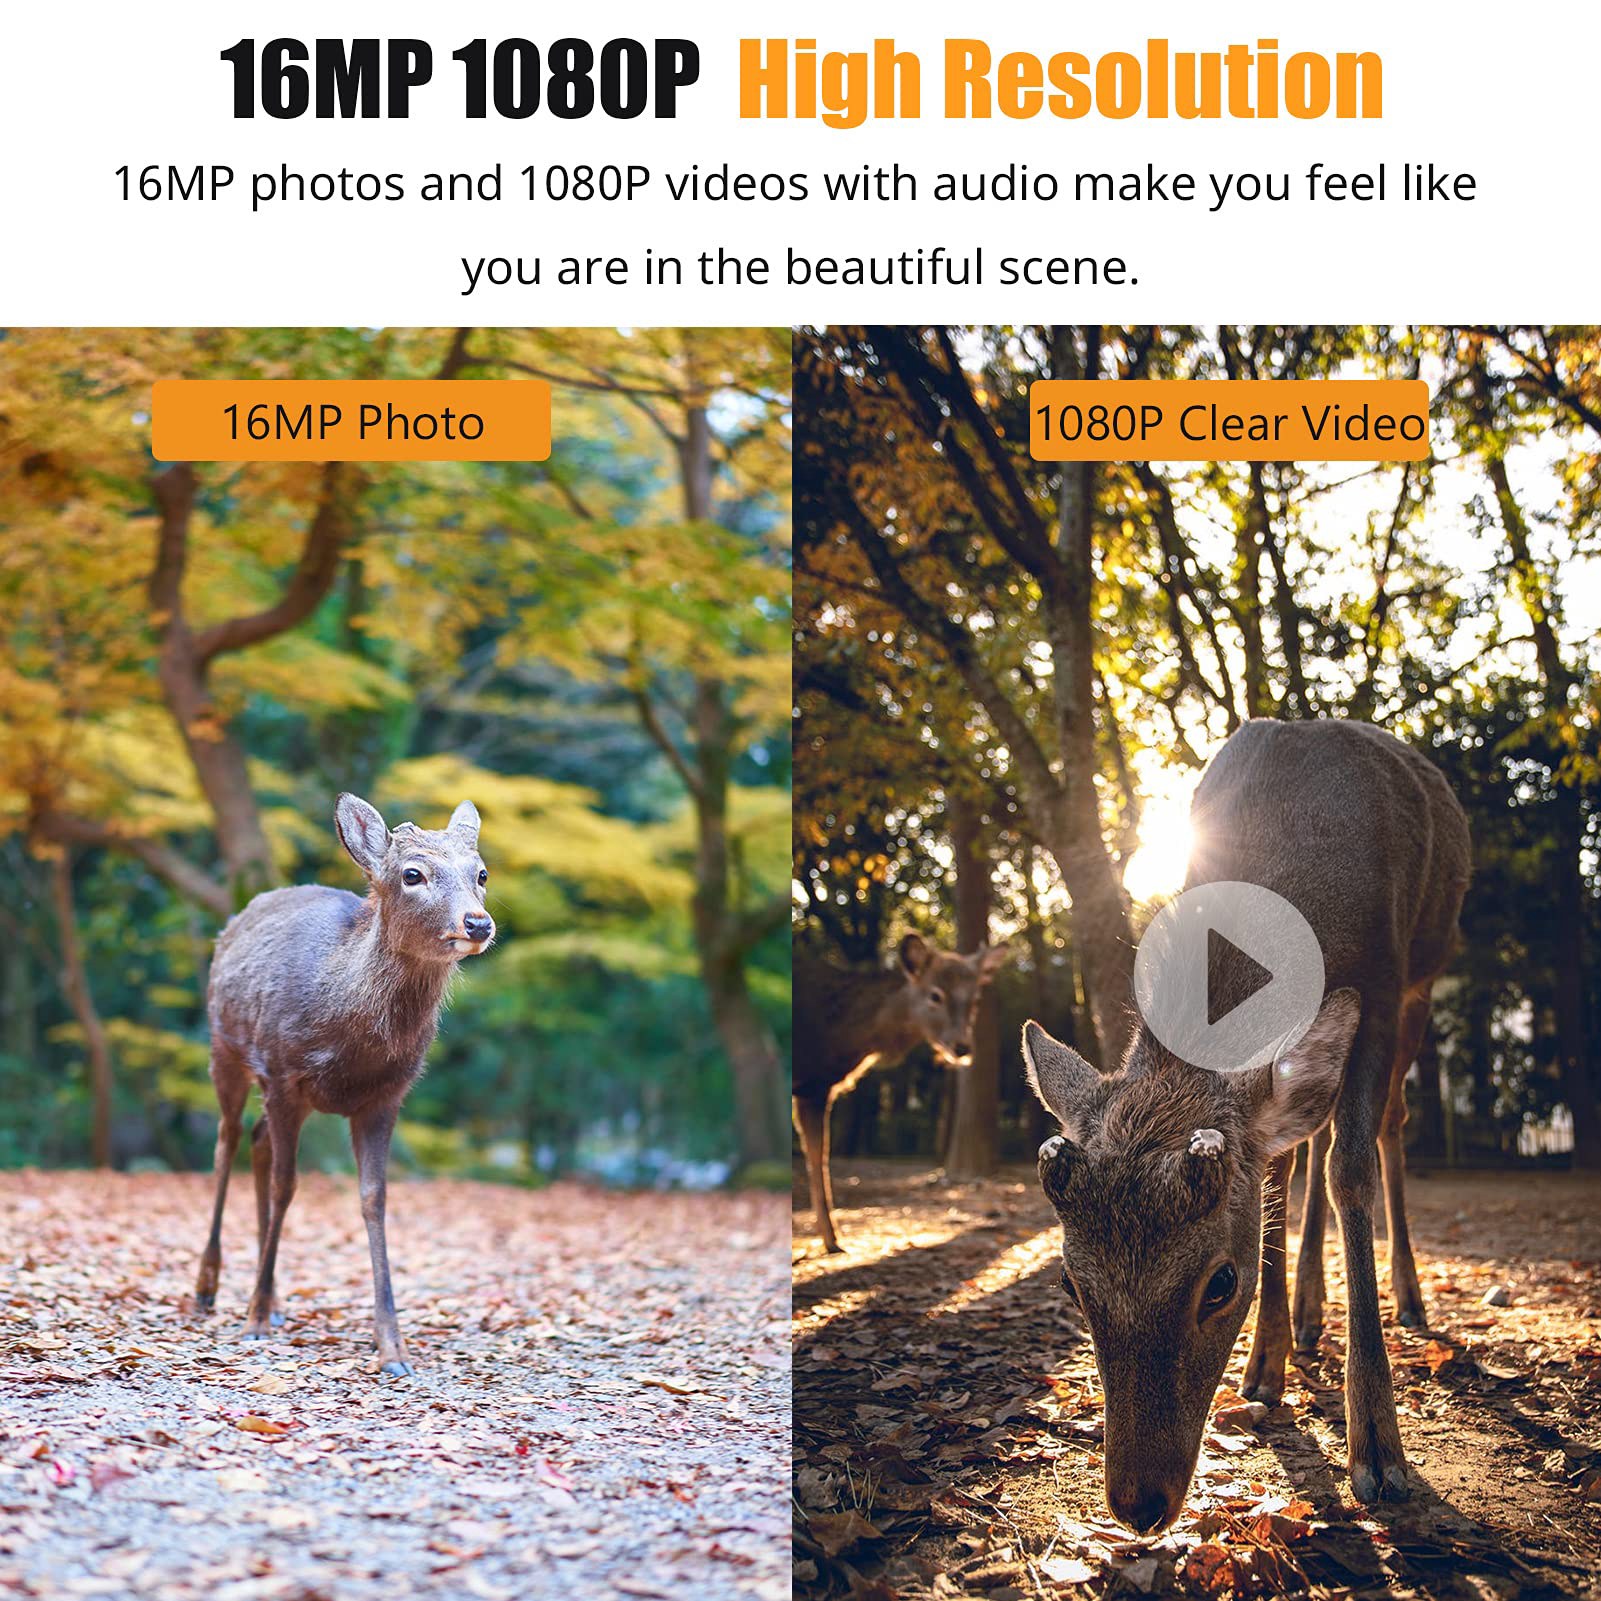 16MP 1080P High Resolution
16MP photos and 1080P videos with audio make you feel like
you are in the beautiful scene.
16MP Photo
1080P Clear Video